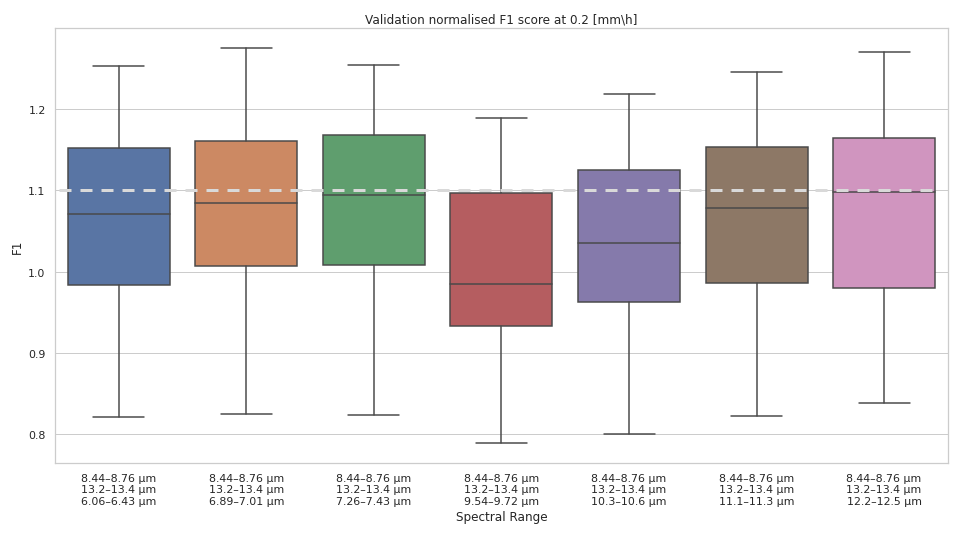 Validation normalised F1 score at 0.2 [mm\h]
F1
1.2
1.1
1.0
0.9
0.8
8.44–8.76 μm
13.2–13.4 μm
6.06–6.43 μm
8.44–8.76 μm
13.2–13.4 μm
6.89–7.01 μm
8.44–8.76 μm
13.2–13.4 μm
7.26–7.43 μm
8.44–8.76 μm
13.2–13.4 μm
9.54–9.72 μm
8.44–8.76 μm
13.2–13.4 μm
10.3–10.6 μm
8.44–8.76 μm
13.2–13.4 μm
11.1–11.3 μm
8.44–8.76 μm
13.2–13.4 μm
12.2–12.5 μm
Spectral Range